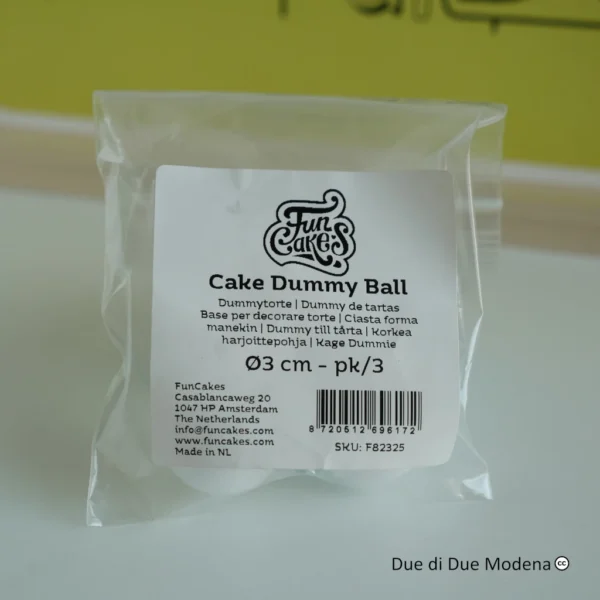 Fun
Cakes
Cake Dummy Ball
Dummytorte | Dummy de tartas
Base per decorare torte | Ciasta forma
manekin | Dummy till tårta | Korkea
harjoittepohja | Kage Dummie
Ø3 cm - pk/3
FunCakes
Casablancaweg 20
1047 HP Amsterdam
The Netherlands
info@funcakes.com
www.funcakes.com
Made in NL
8 720512 696172
SKU: F82325
Due di Due Modena cc